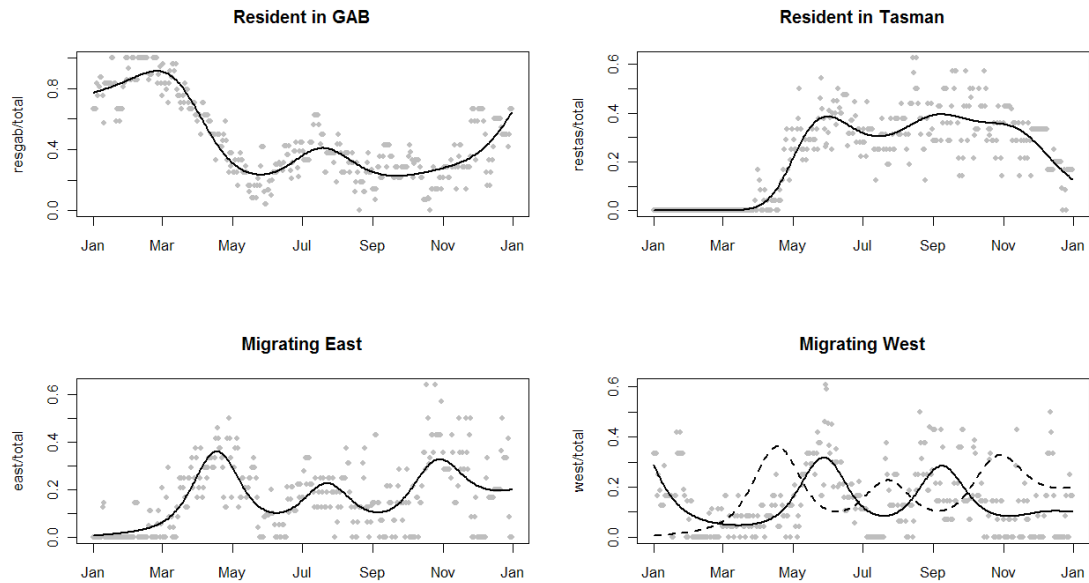 Resident in GAB
resgab/total
0.0 0.4 0.8
Jan Mar May Jul Sep Nov Jan
Resident in Tasman
restas/total
0.0 0.2 0.4 0.6
Jan Mar May Jul Sep Nov Jan
Migrating East
east/total
0.0 0.2 0.4 0.6
Jan Mar May Jul Sep Nov Jan
Migrating West
west/total
0.0 0.2 0.4 0.6
Jan Mar May Jul Sep Nov Jan